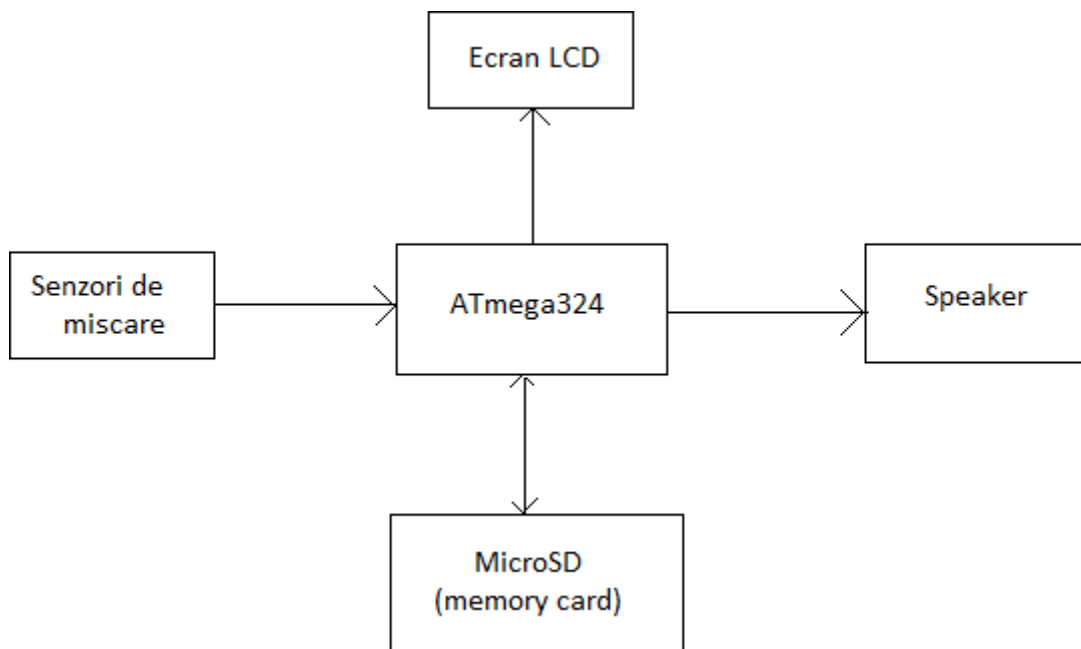 Ecran LCD
Senzori de
miscare
ATmega324
Speaker
MicroSD
(memory card)